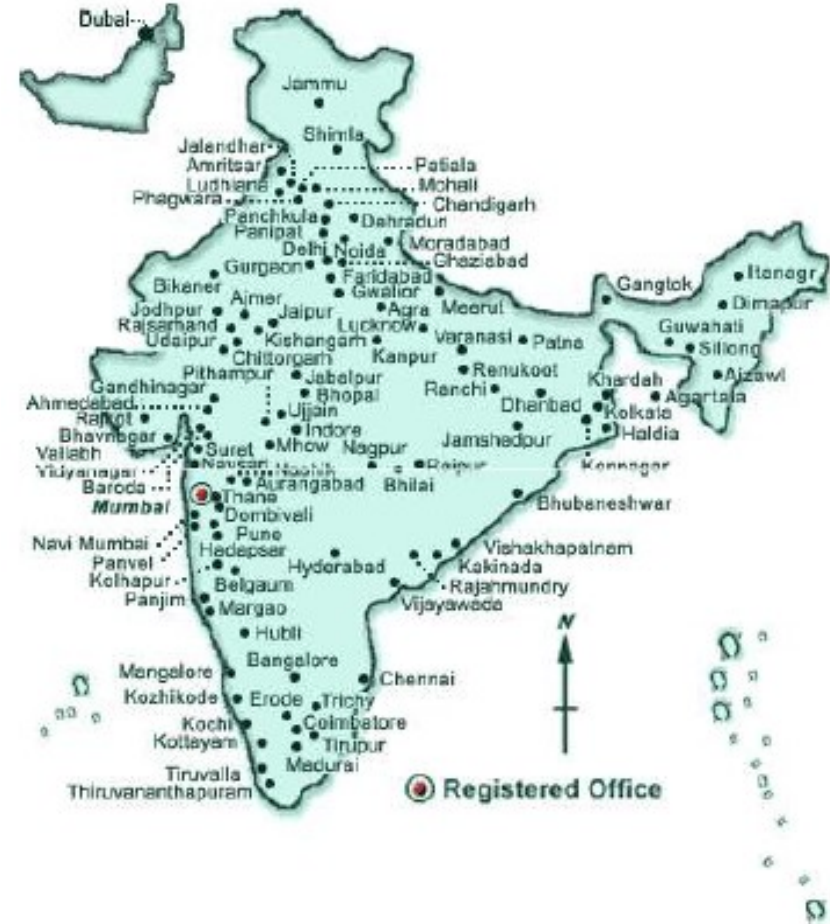 Dubai
Jammu
Shimla
Jalandhar
Amritsar
Patiala
Ludhiana
Mohali
Phagwara
Chandigarh
Panchkula
Dehradun
Panipat
Delhi Noida
Moradabad
Gurgaon
Ghaziabad
Bikaner
Faridabad
Gwalior
Gangtok
Itanagr
Ajmer
Jodhpur
Jaipur
Agra
Meerut
Dimapur
Rajsamand
Lucknow
Guwahati
Udaipur
Kishangarh
Varanasi
Patna
Sillong
Chittorgarh
Kanpur
Pithampur
Jabalpur
Renukoot
Aizawl
Gandhinagar
Bhopal
Ranchi
Khardah
Agartala
Ahmedabad
Dhanbad
Rajkot
Ujjain
Kolkata
Bhavnagar
Indore
Haldia
Vallabh
Vidyanagar
Surat
Mhow
Nagpur
Jamshedpur
Navsari
Nashik
Raipur
Konnagar
Baroda
Aurangabad
Bhilai
Mumbai
Thane
Bhubaneshwar
Dombivali
Navi Mumbai
Pune
Panvel
Hadapsar
Hyderabad
Vishakhapatnam
Kolhapur
Kakinada
Belgaum
Rajahmundry
Panjim
Margao
Vijayawada
Hubli
N
Bangalore
Mangalore
Chennai
Kozhikode
Erode
Trichy
Kochi
Coimbatore
Kottayam
Tirupur
Madurai
Tiruvalla
Thiruvananthapuram
Registered Office